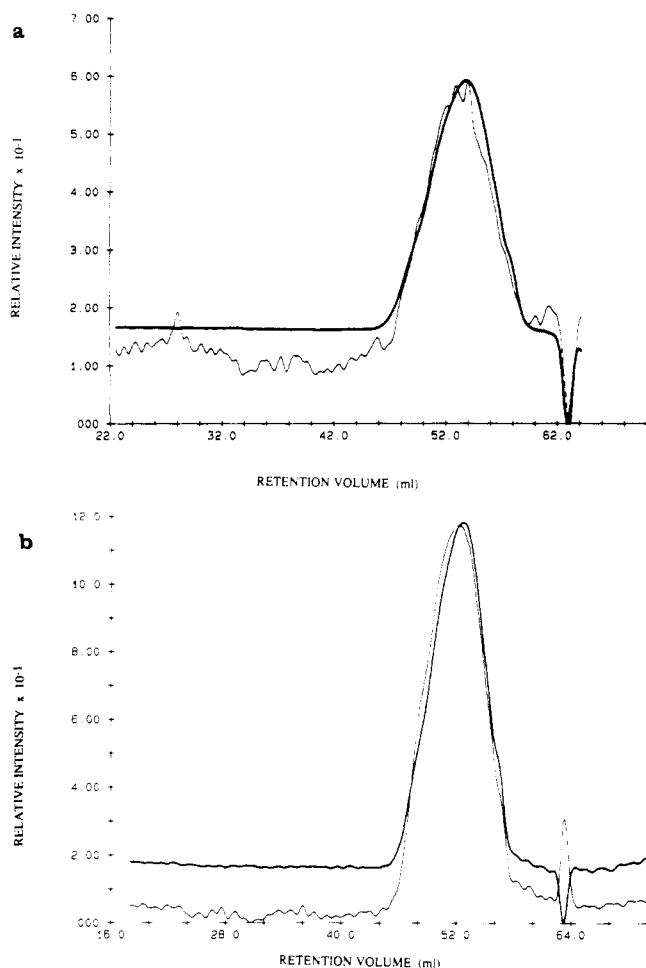 a
7.00
6.00
5.00
4.00
3.00
2.00
1.00
.000
22.0 32.0 42.0 52.0 62.0
RELATIVE INTENSITY x 10-1
RETENTION VOLUME (ml)
b
12.0
10.0
8.00
6.00
4.00
2.00
.000
16.0 28.0 40.0 52.0 64.0
RELATIVE INTENSITY x 10-1
RETENTION VOLUME (ml)